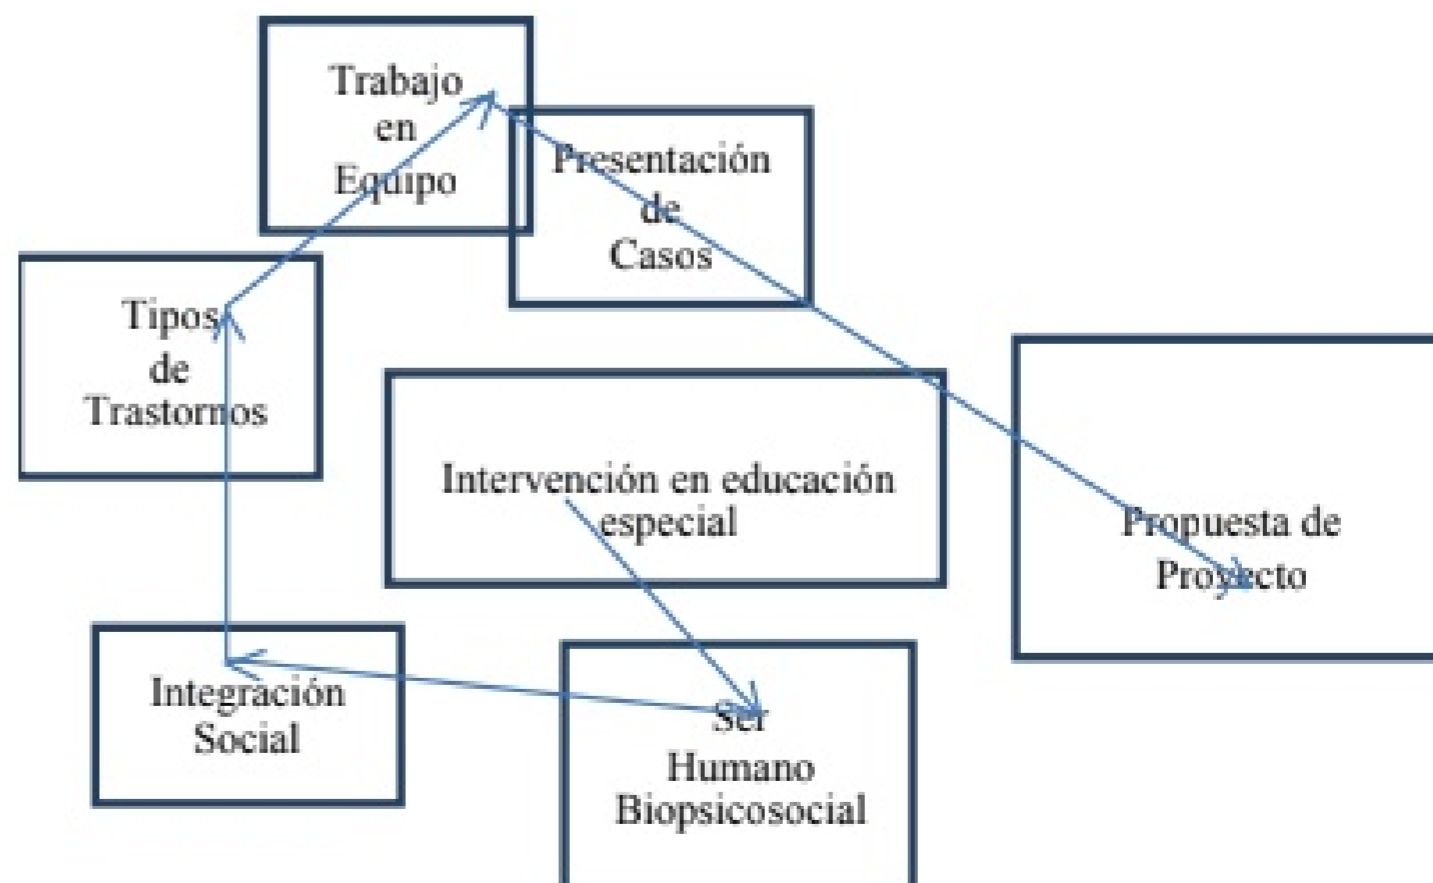 Trabajo
en
Equipo
Presentación
de
Casos
Tipos
de
Trastornos
Intervención en educación
especial
Propuesta de
Proyecto
Integración
Social
Ser
Humano
Biopsicosocial